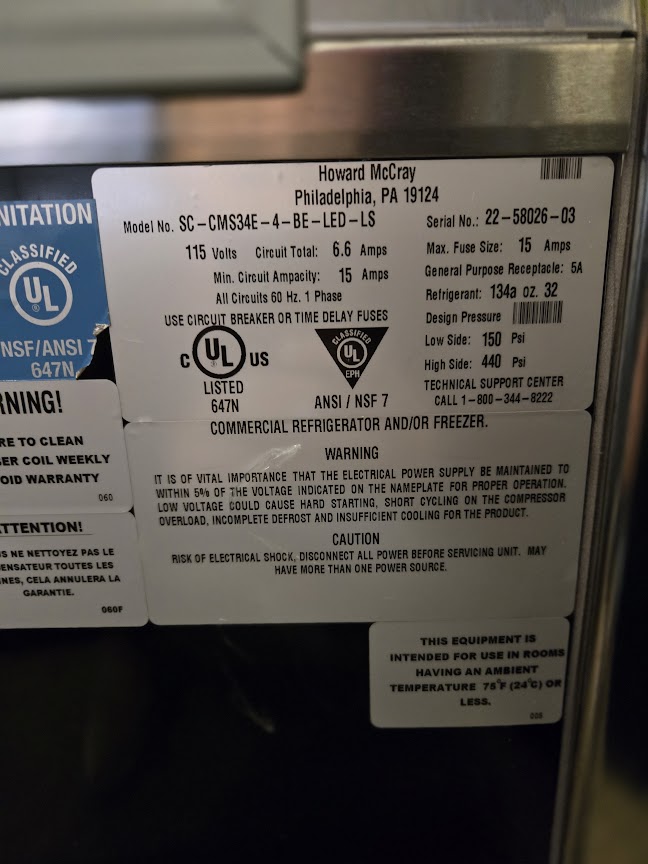 Howard McCray
Philadelphia, PA 19124
Model No. SC-CMS34E-4-BE-LED-LS
Serial No.: 22-58026-03
115 Volts Circuit Total: 6.6 Amps
Min. Circuit Ampacity: 15 Amps
All Circuits 60 Hz. 1 Phase
USE CIRCUIT BREAKER OR TIME DELAY FUSES
Max. Fuse Size: 15 Amps
General Purpose Receptacle: 5A
Refrigerant: 134a oz. 32
Design Pressure
Low Side: 150 Psi
High Side: 440 Psi
TECHNICAL SUPPORT CENTER
CALL 1-800-344-8222
C UL US
LISTED
647N
CLASSIFIED
UL
EPH
ANSI / NSF 7
COMMERCIAL REFRIGERATOR AND/OR FREEZER.
WARNING
IT IS OF VITAL IMPORTANCE THAT THE ELECTRICAL POWER SUPPLY BE MAINTAINED TO
WITHIN 5% OF THE VOLTAGE INDICATED ON THE NAMEPLATE FOR PROPER OPERATION.
LOW VOLTAGE COULD CAUSE HARD STARTING, SHORT CYCLING ON THE COMPRESSOR
OVERLOAD, INCOMPLETE DEFROST AND INSUFFICIENT COOLING FOR THE PRODUCT.
CAUTION
RISK OF ELECTRICAL SHOCK, DISCONNECT ALL POWER BEFORE SERVICING UNIT. MAY
HAVE MORE THAN ONE POWER SOURCE.
NITATION
CLASSIFIED
UL
NSF/ANSI 7
647N
RNING!
RE TO CLEAN
SER COIL WEEKLY
OID WARRANTY
060
TTENTION!
S NE NETTOYEZ PAS LE
ENSATEUR TOUTES LES
INES, CELA ANNULERA LA
GARANTIE.
060F
THIS EQUIPMENT IS
INTENDED FOR USE IN ROOMS
HAVING AN AMBIENT
TEMPERATURE 75°F (24°C) OR
LESS.